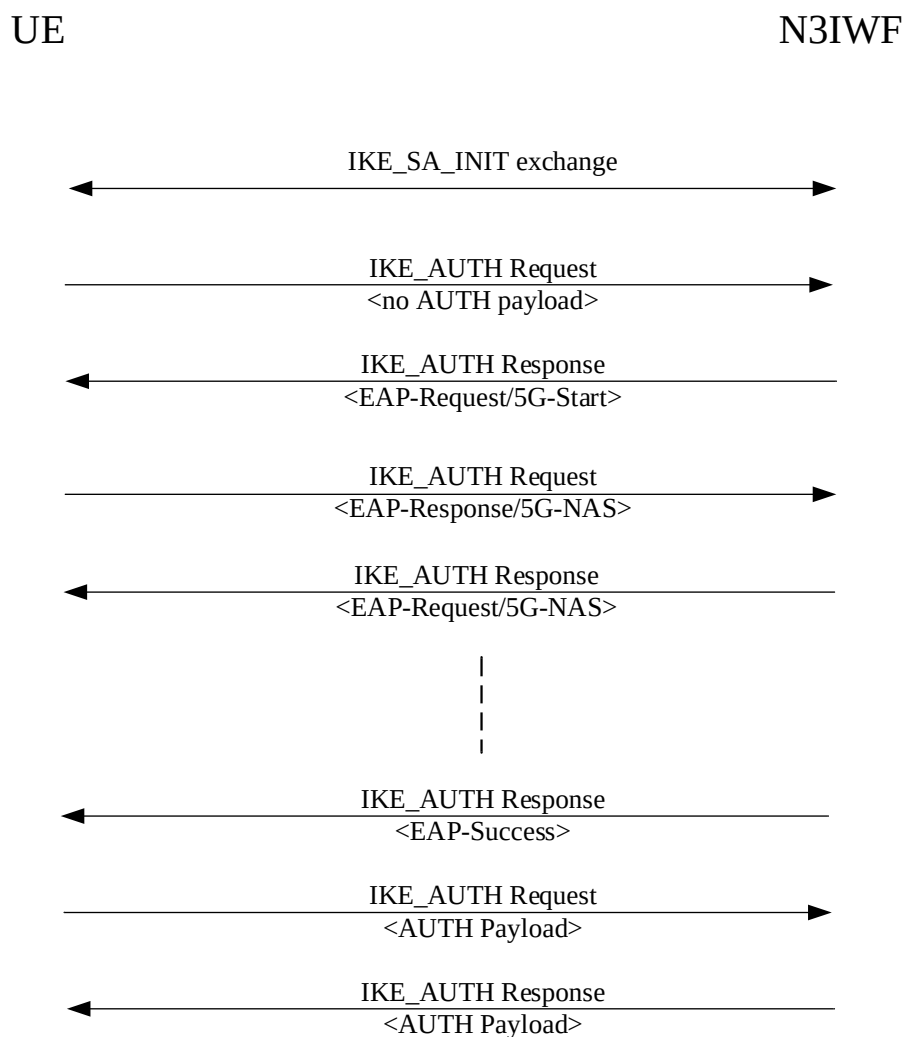 UE N3IWF
IKE_SA_INIT exchange
IKE_AUTH Request
<no AUTH payload>
IKE_AUTH Response
<EAP-Request/5G-Start>
IKE_AUTH Request
<EAP-Response/5G-NAS>
IKE_AUTH Response
<EAP-Request/5G-NAS>
IKE_AUTH Response
<EAP-Success>
IKE_AUTH Request
<AUTH Payload>
IKE_AUTH Response
<AUTH Payload>